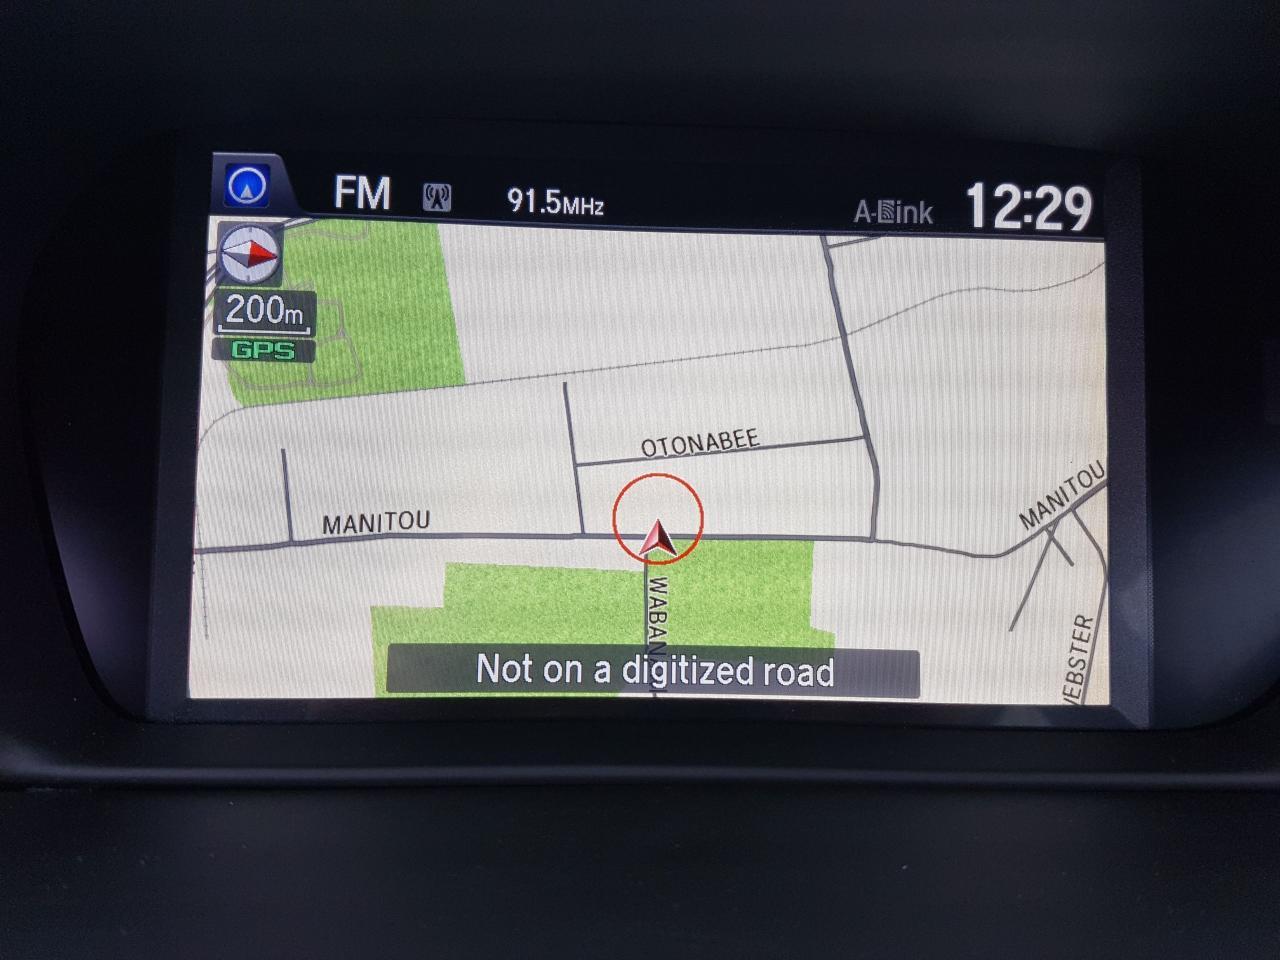 FM 91.5MHz A-Link 12:29
200m
GPS
OTONABEE
MANITOU
MANITOU
Not on a digitized road